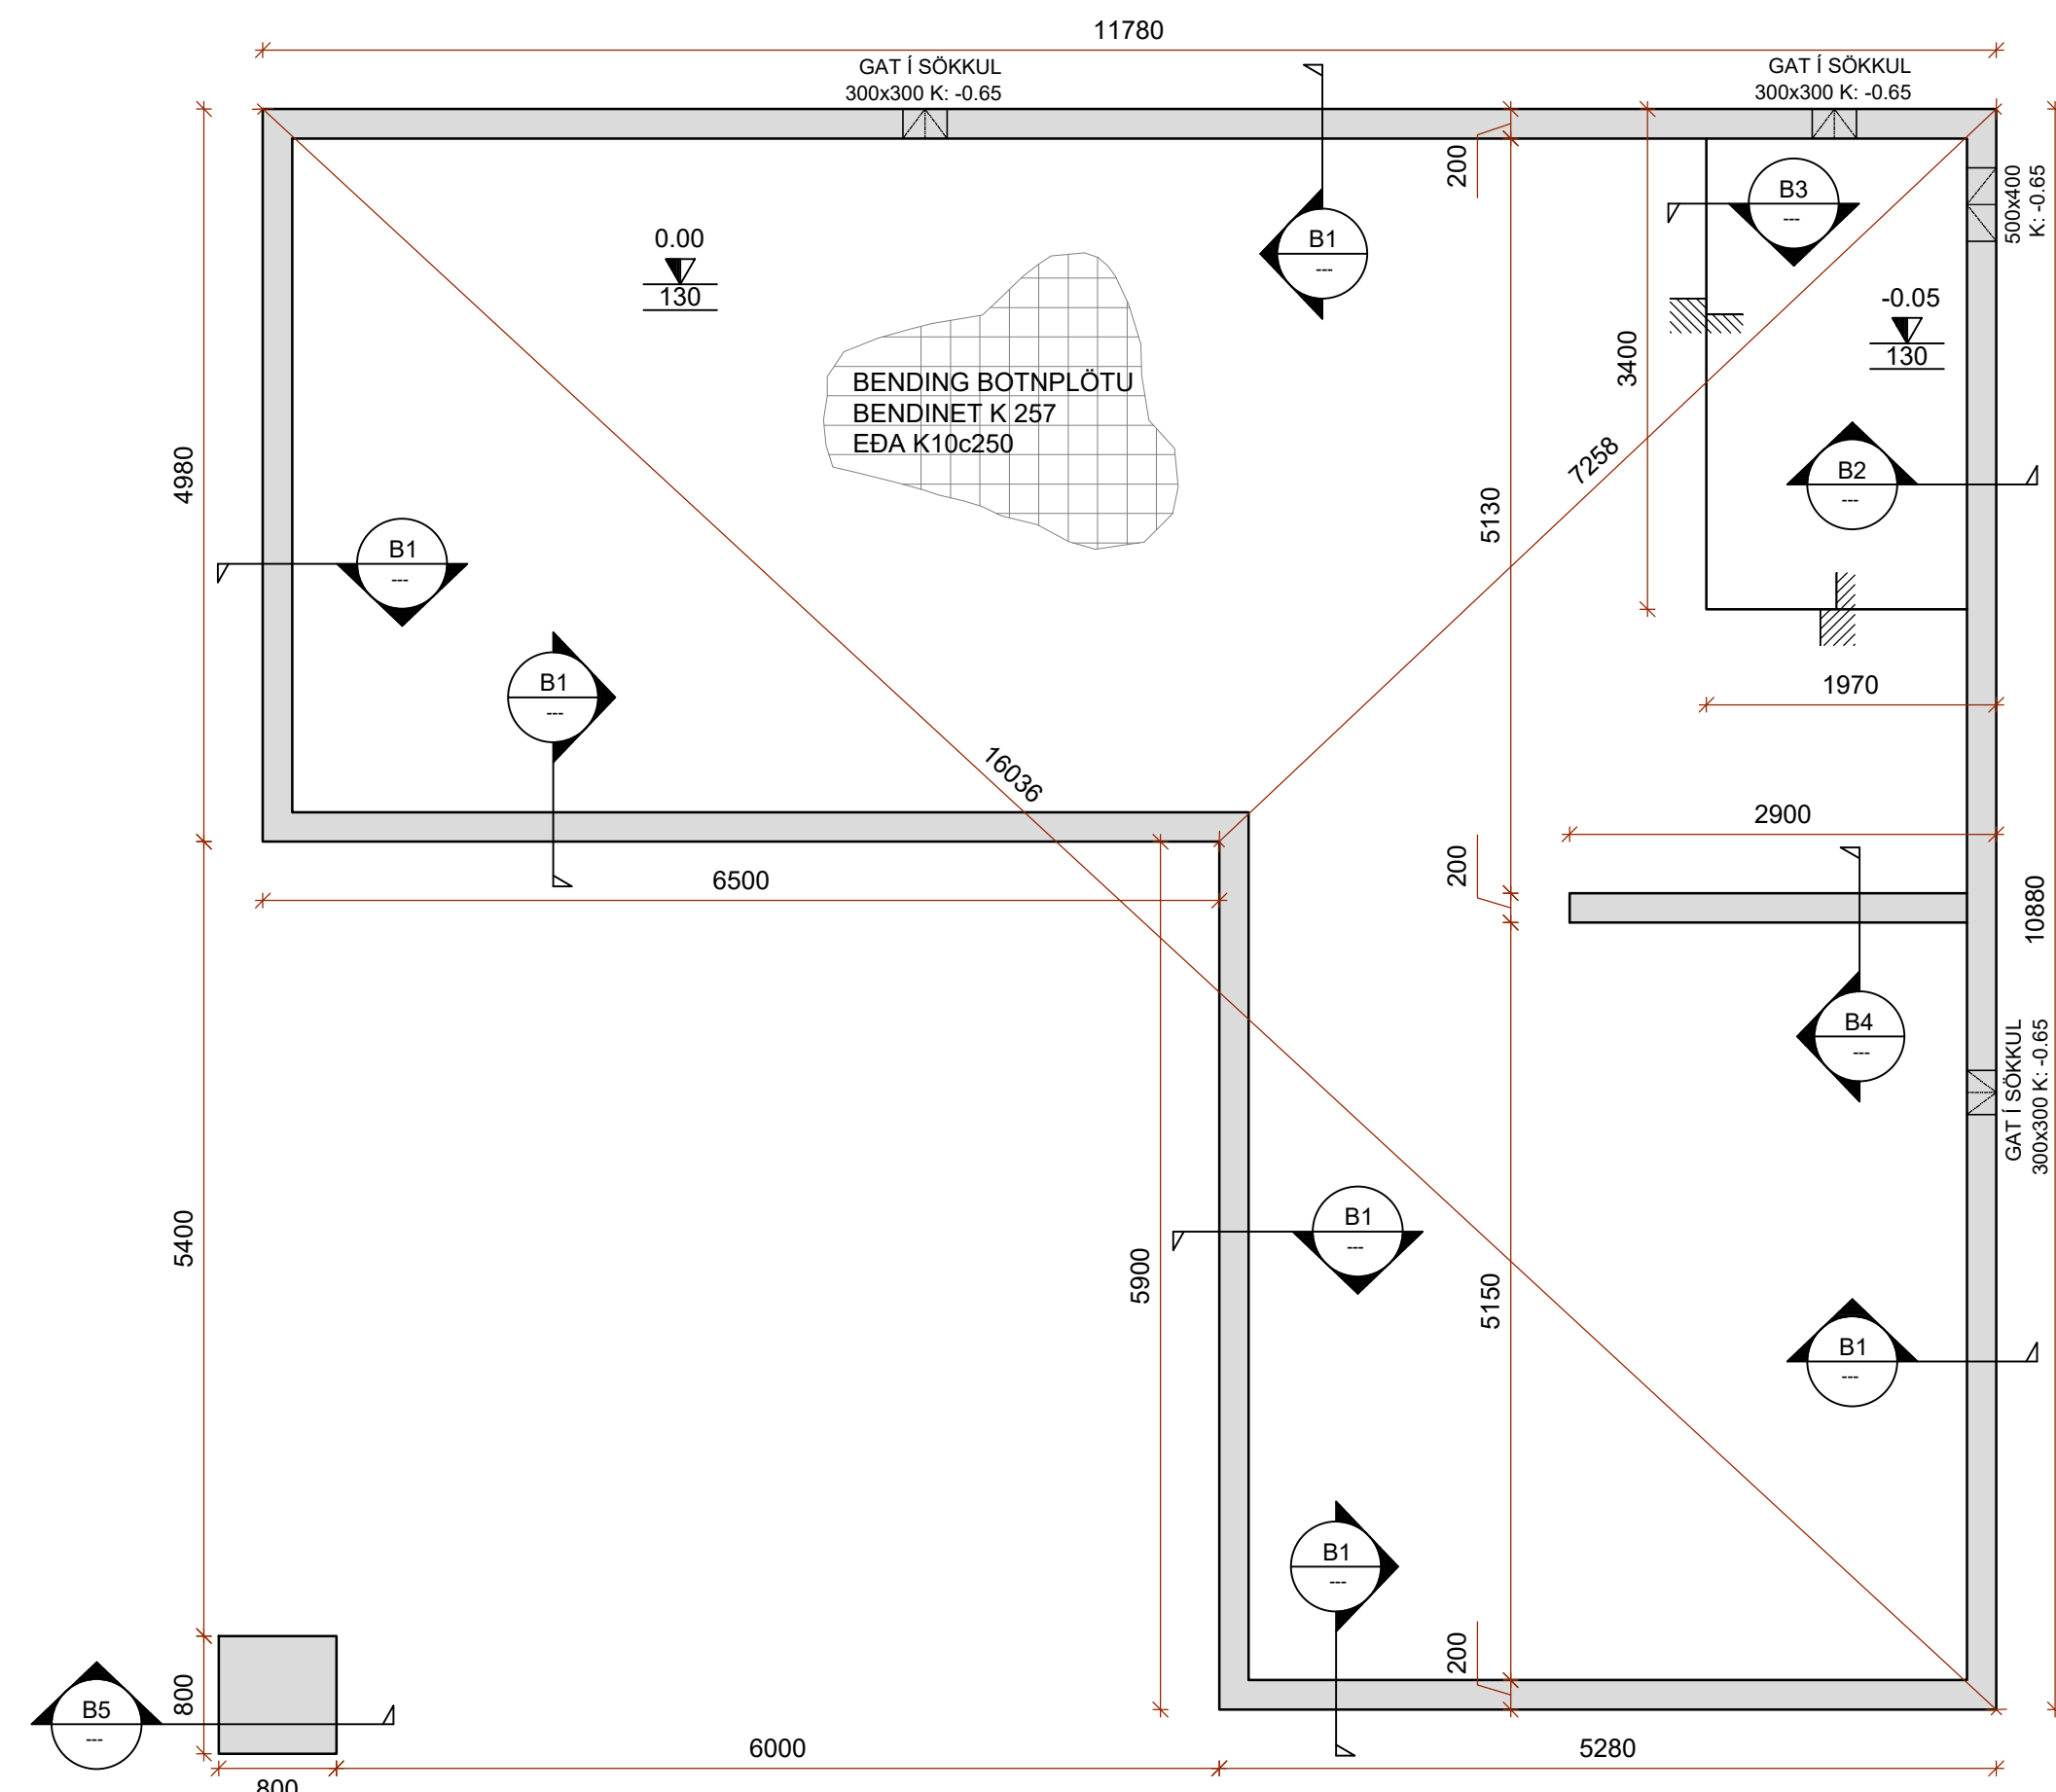 11780
GAT Í SÖKKUL
300x300 K: -0.65
GAT Í SÖKKUL
300x300 K: -0.65
200
500x400
K: -0.65
B3
---
0.00
130
B1
---
-0.05
130
3400
BENDING BOTNPLÖTU
BENDINET K 257
EÐA K10c250
7258
4980
B2
---
5130
B1
---
B1
---
1970
16036
2900
200
6500
10880
B4
---
GAT Í SÖKKUL
300x300 K: -0.65
5400
B1
---
5900
5150
B1
---
B1
---
200
800
B5
---
6000
5280
800